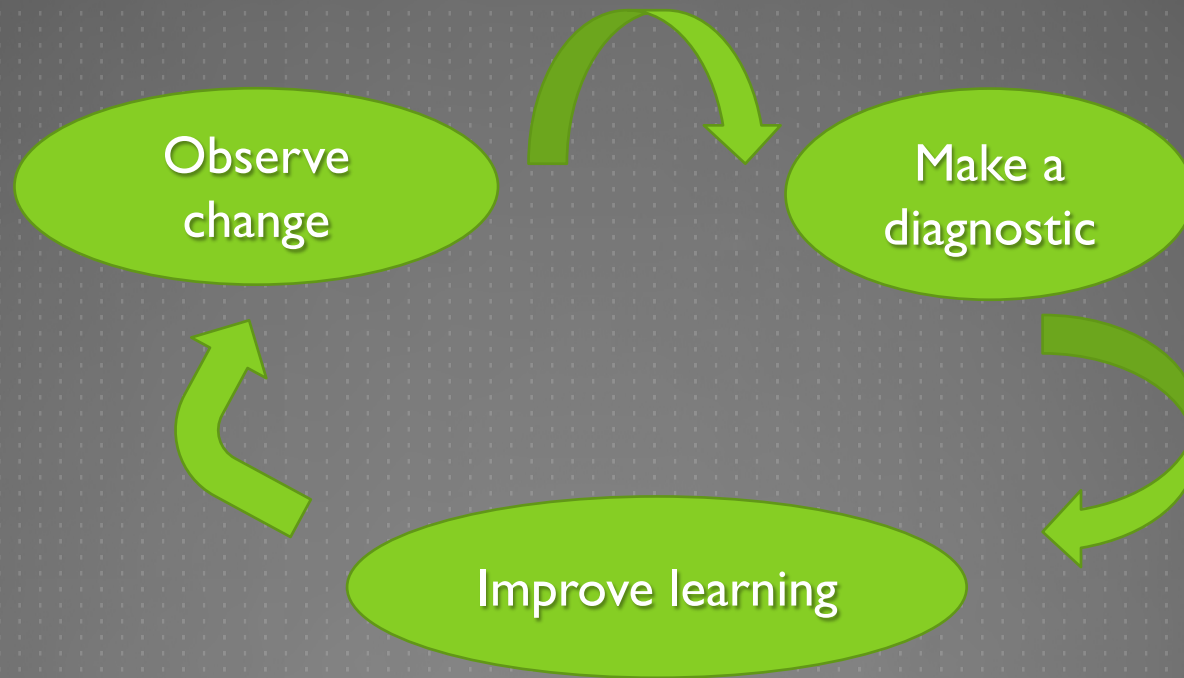 Observe
change
Make a
diagnostic
Improve learning